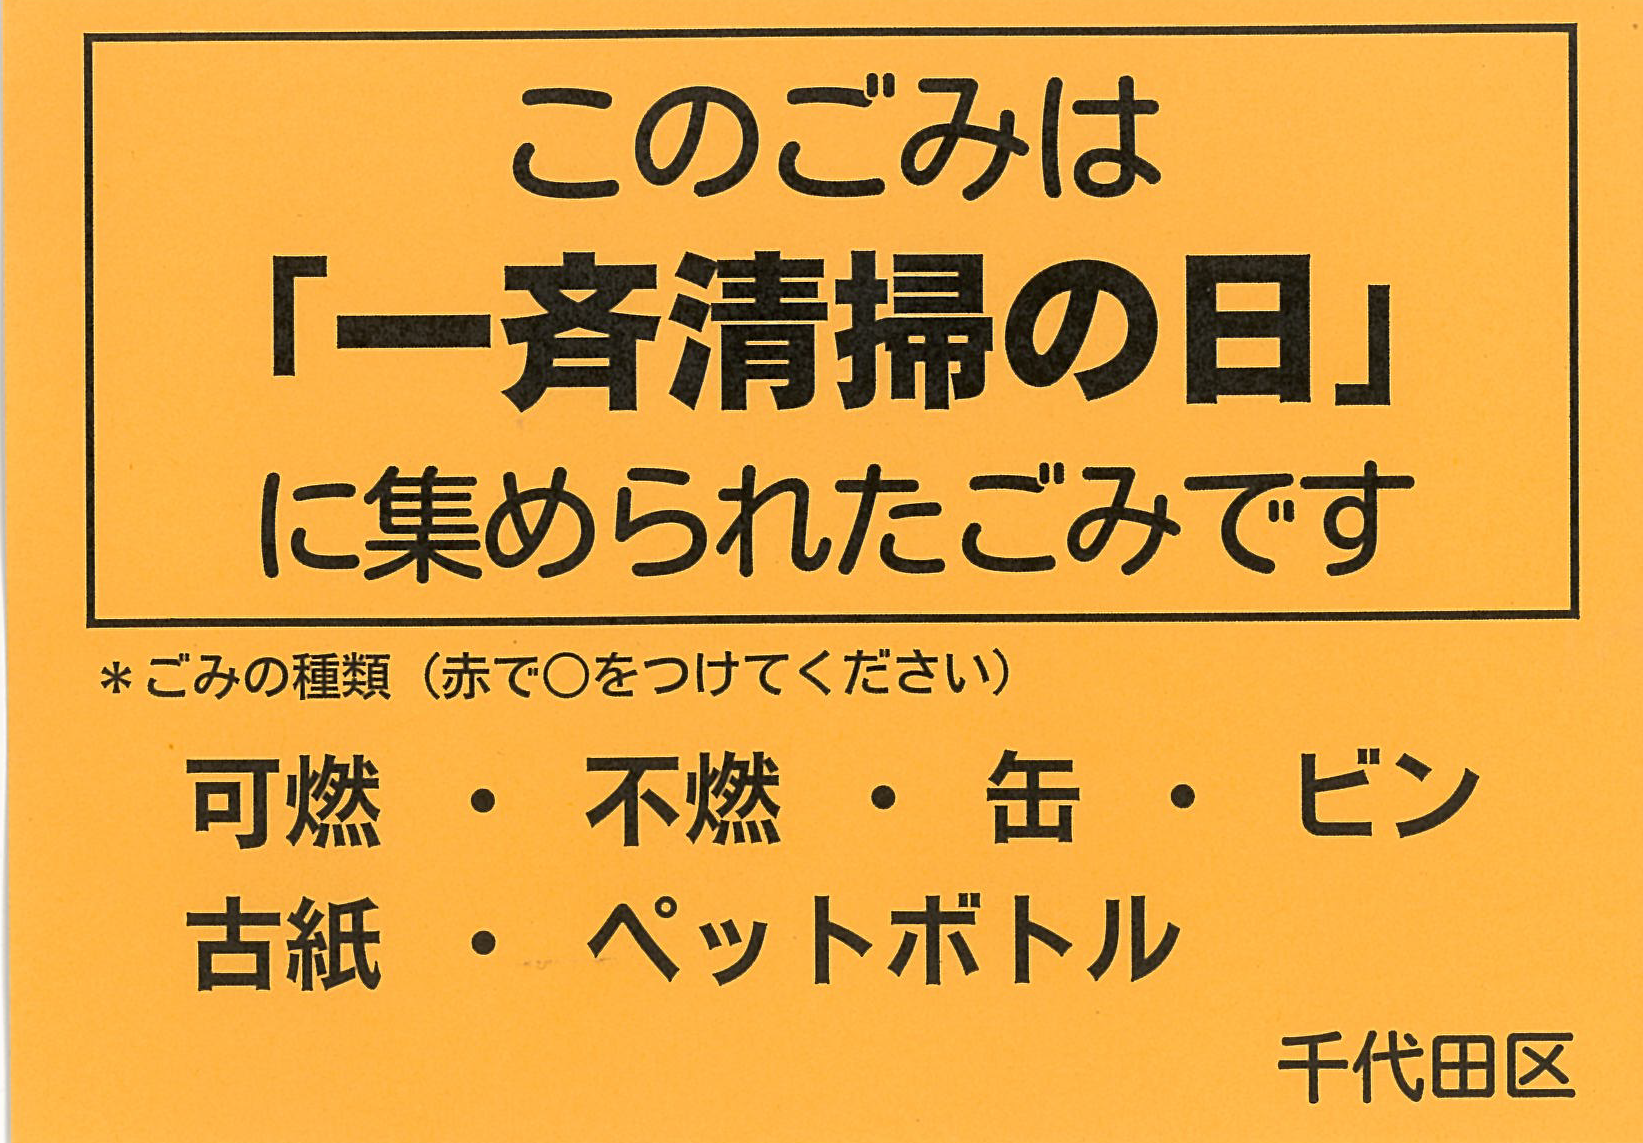 このごみは
「一斉清掃の日」
に集められたごみです
＊ごみの種類（赤で○をつけてください）
可燃 ・ 不燃 ・ 缶 ・ ビン
古紙 ・ ペットボトル
千代田区